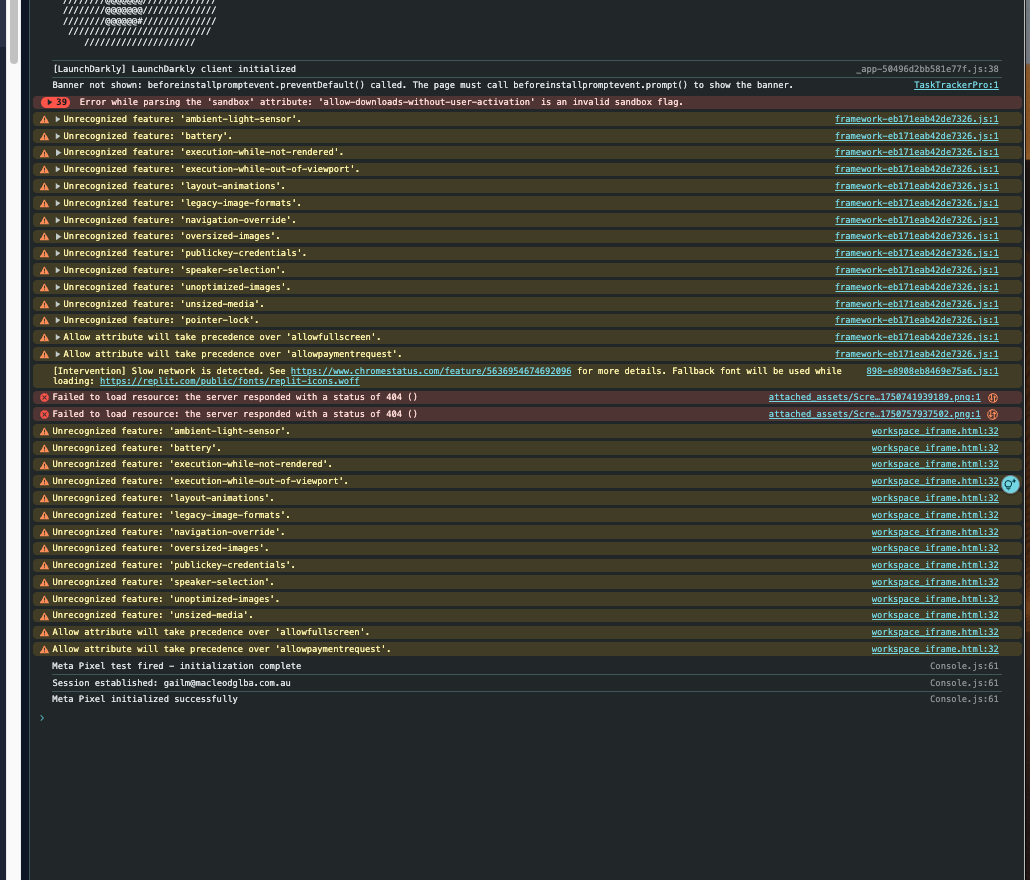 ////////@@@@@@@//////////////
////////@@@@@@@//////////////
////////@@@@@@#//////////////
///////////////////////////
/////////////////////
[LaunchDarkly] LaunchDarkly client initialized _app-50496d2bb581e77f.js:38
Banner not shown: beforeinstallpromptevent.preventDefault() called. The page must call beforeinstallpromptevent.prompt() to show the banner. TaskTrackerPro:1
39 Error while parsing the 'sandbox' attribute: 'allow-downloads-without-user-activation' is an invalid sandbox flag.
Unrecognized feature: 'ambient-light-sensor'. framework-eb171eab42de7326.js:1
Unrecognized feature: 'battery'. framework-eb171eab42de7326.js:1
Unrecognized feature: 'execution-while-not-rendered'. framework-eb171eab42de7326.js:1
Unrecognized feature: 'execution-while-out-of-viewport'. framework-eb171eab42de7326.js:1
Unrecognized feature: 'layout-animations'. framework-eb171eab42de7326.js:1
Unrecognized feature: 'legacy-image-formats'. framework-eb171eab42de7326.js:1
Unrecognized feature: 'navigation-override'. framework-eb171eab42de7326.js:1
Unrecognized feature: 'oversized-images'. framework-eb171eab42de7326.js:1
Unrecognized feature: 'publickey-credentials'. framework-eb171eab42de7326.js:1
Unrecognized feature: 'speaker-selection'. framework-eb171eab42de7326.js:1
Unrecognized feature: 'unoptimized-images'. framework-eb171eab42de7326.js:1
Unrecognized feature: 'unsized-media'. framework-eb171eab42de7326.js:1
Unrecognized feature: 'pointer-lock'. framework-eb171eab42de7326.js:1
Allow attribute will take precedence over 'allowfullscreen'. framework-eb171eab42de7326.js:1
Allow attribute will take precedence over 'allowpaymentrequest'. framework-eb171eab42de7326.js:1
[Intervention] Slow network is detected. See https://www.chromestatus.com/feature/5636954674692096 for more details. Fallback font will be used while 898-e8908eb8469e75a6.js:1
loading: https://replit.com/public/fonts/replit-icons.woff
Failed to load resource: the server responded with a status of 404 () attached_assets/Scre…1750741939189.png:1
Failed to load resource: the server responded with a status of 404 () attached_assets/Scre…1750757937502.png:1
Unrecognized feature: 'ambient-light-sensor'. workspace_iframe.html:32
Unrecognized feature: 'battery'. workspace_iframe.html:32
Unrecognized feature: 'execution-while-not-rendered'. workspace_iframe.html:32
Unrecognized feature: 'execution-while-out-of-viewport'. workspace_iframe.html:32
Unrecognized feature: 'layout-animations'. workspace_iframe.html:32
Unrecognized feature: 'legacy-image-formats'. workspace_iframe.html:32
Unrecognized feature: 'navigation-override'. workspace_iframe.html:32
Unrecognized feature: 'oversized-images'. workspace_iframe.html:32
Unrecognized feature: 'publickey-credentials'. workspace_iframe.html:32
Unrecognized feature: 'speaker-selection'. workspace_iframe.html:32
Unrecognized feature: 'unoptimized-images'. workspace_iframe.html:32
Unrecognized feature: 'unsized-media'. workspace_iframe.html:32
Allow attribute will take precedence over 'allowfullscreen'. workspace_iframe.html:32
Allow attribute will take precedence over 'allowpaymentrequest'. workspace_iframe.html:32
Meta Pixel test fired - initialization complete Console.js:61
Session established: gailm@macleodglba.com.au Console.js:61
Meta Pixel initialized successfully Console.js:61